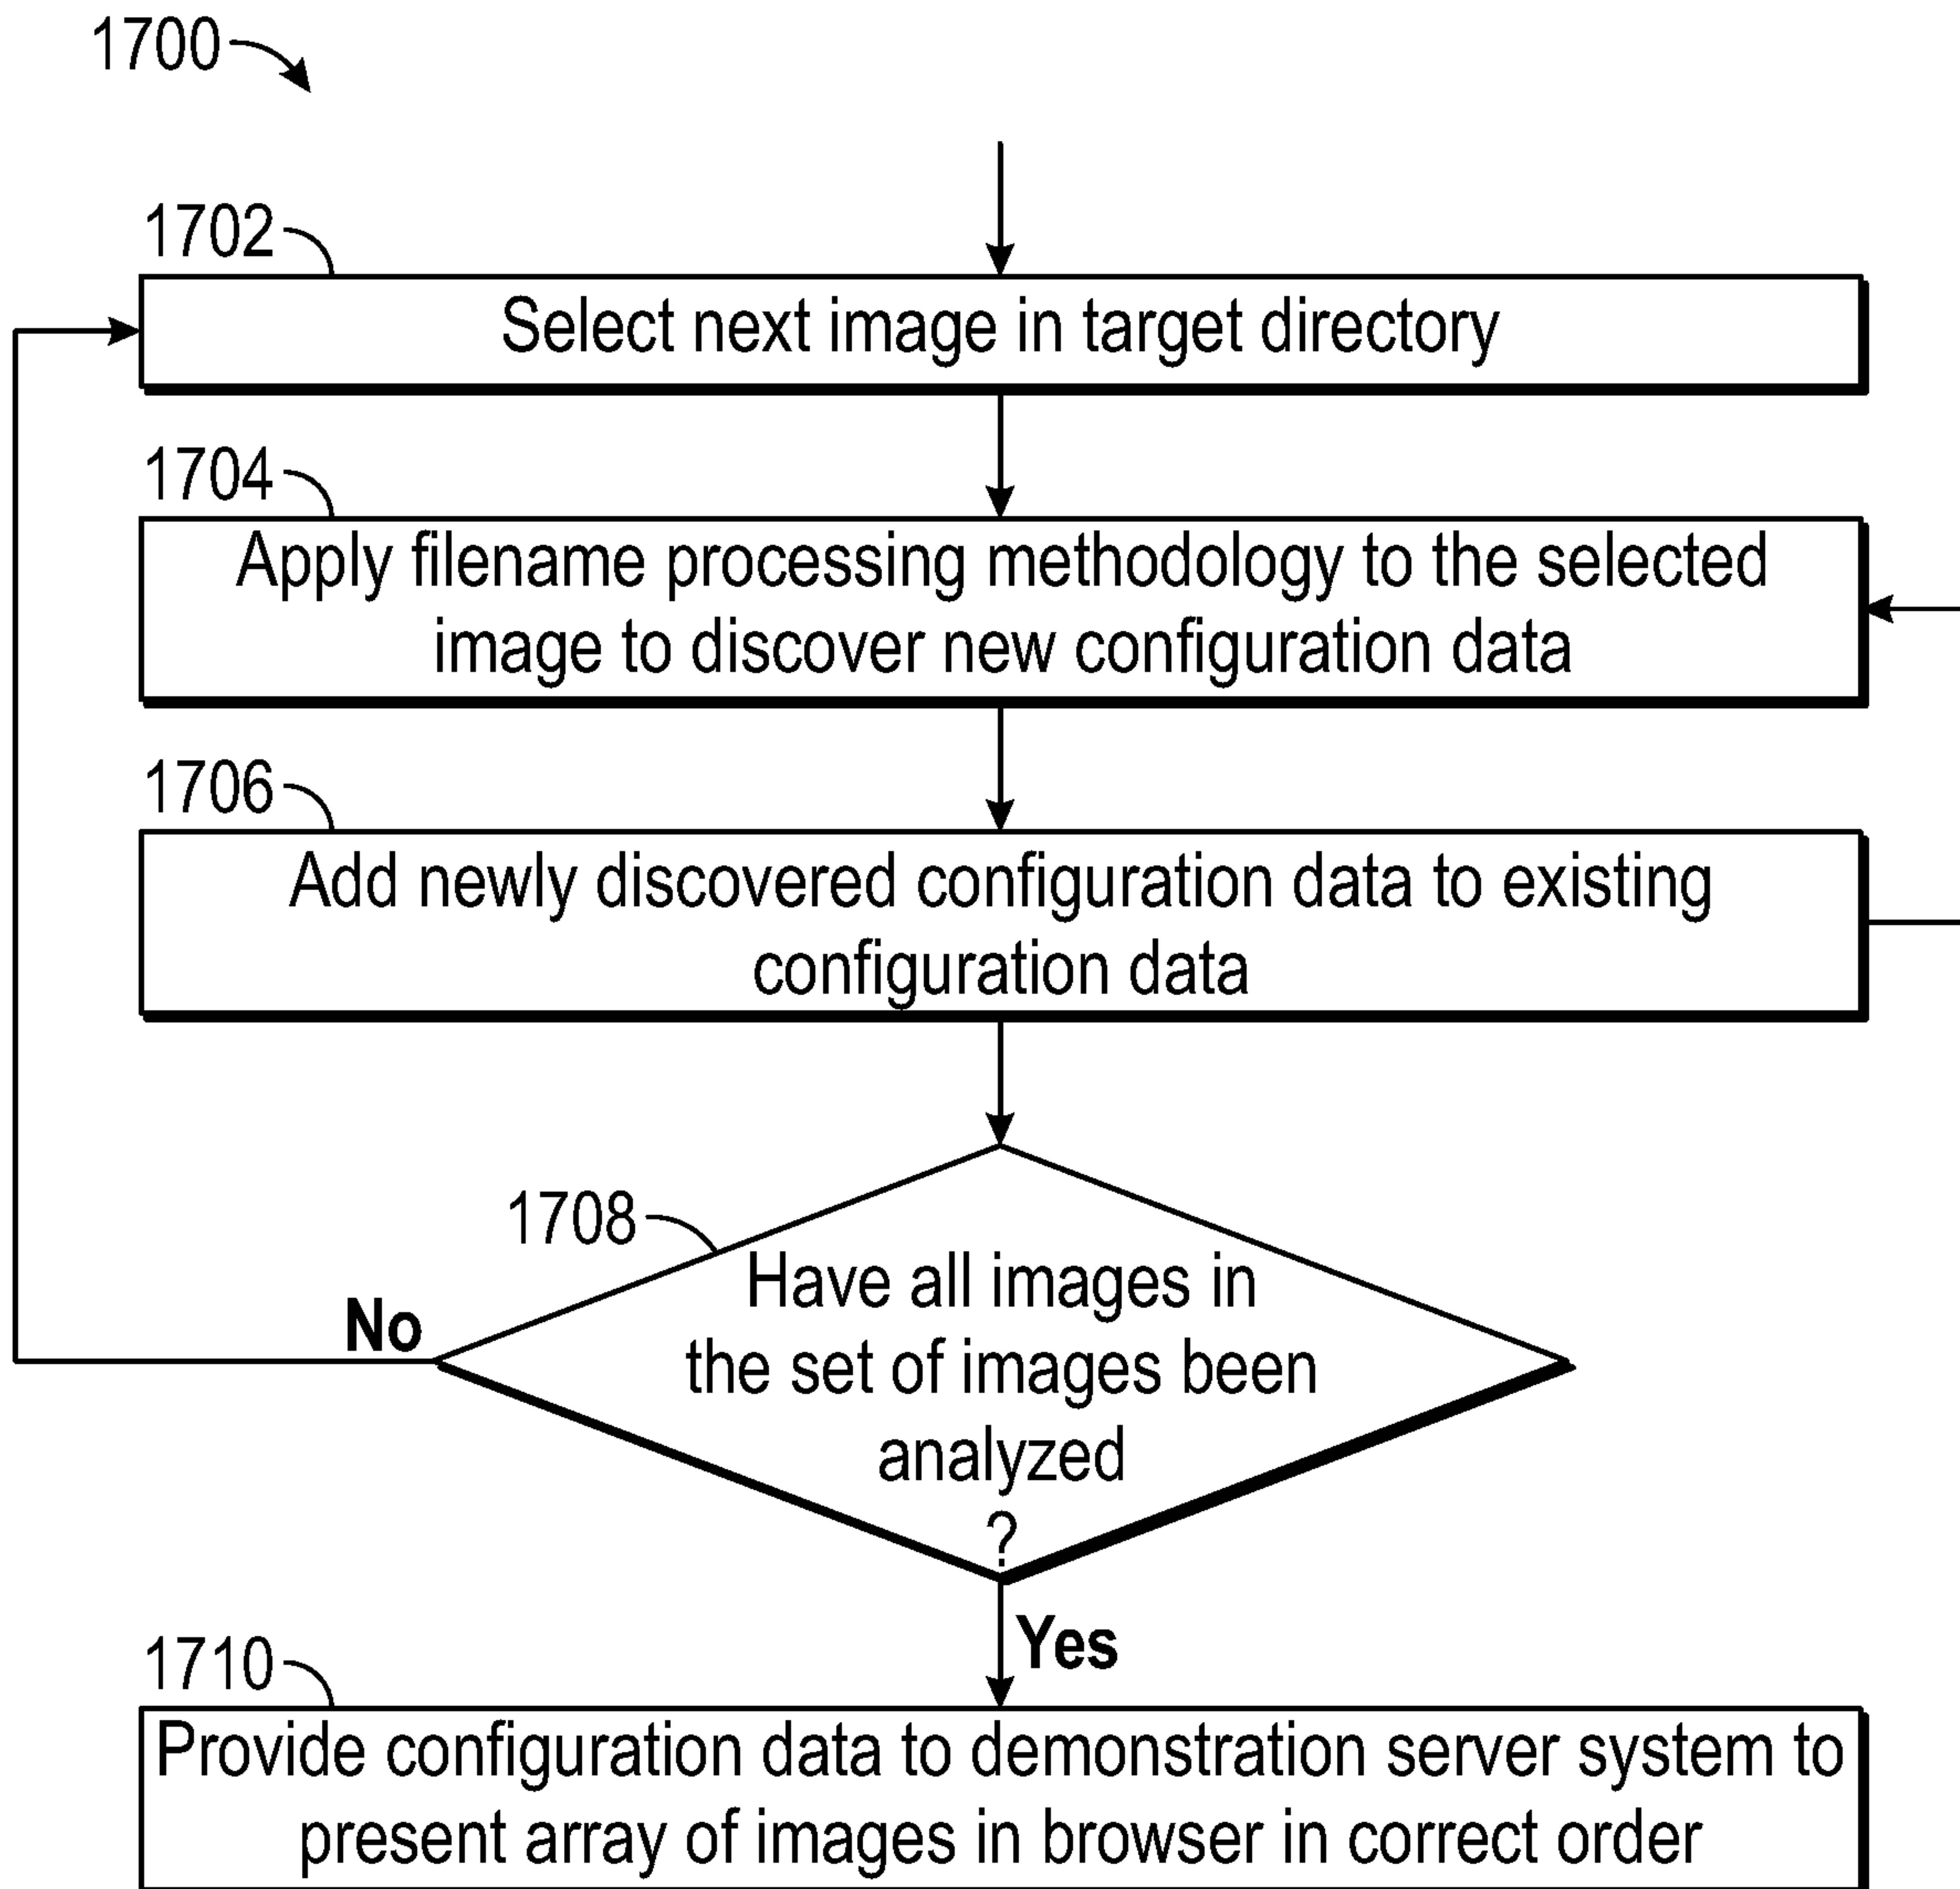 1700
1702
Select next image in target directory
1704
Apply filename processing methodology to the selected
image to discover new configuration data
1706
Add newly discovered configuration data to existing
configuration data
1708
Have all images in
the set of images been
analyzed
?
No
Yes
1710
Provide configuration data to demonstration server system to
present array of images in browser in correct order